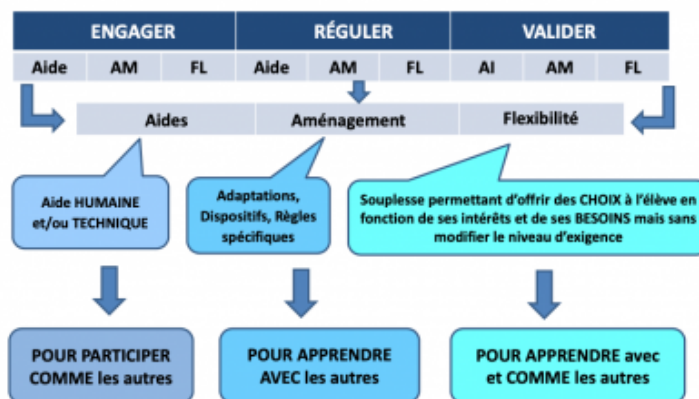 ENGAGER RÉGULER VALIDER
Aide AM FL Aide AM FL AI AM FL
Aides Aménagement Flexibilité
Aide HUMAINE
et/ou TECHNIQUE
Adaptations,
Dispositifs, Règles
spécifiques
Souplesse permettant d'offrir des CHOIX à l'élève en
fonction de ses intérêts et de ses BESOINS mais sans
modifier le niveau d'exigence
POUR PARTICIPER
COMME les autres
POUR APPRENDRE
AVEC les autres
POUR APPRENDRE avec
et COMME les autres